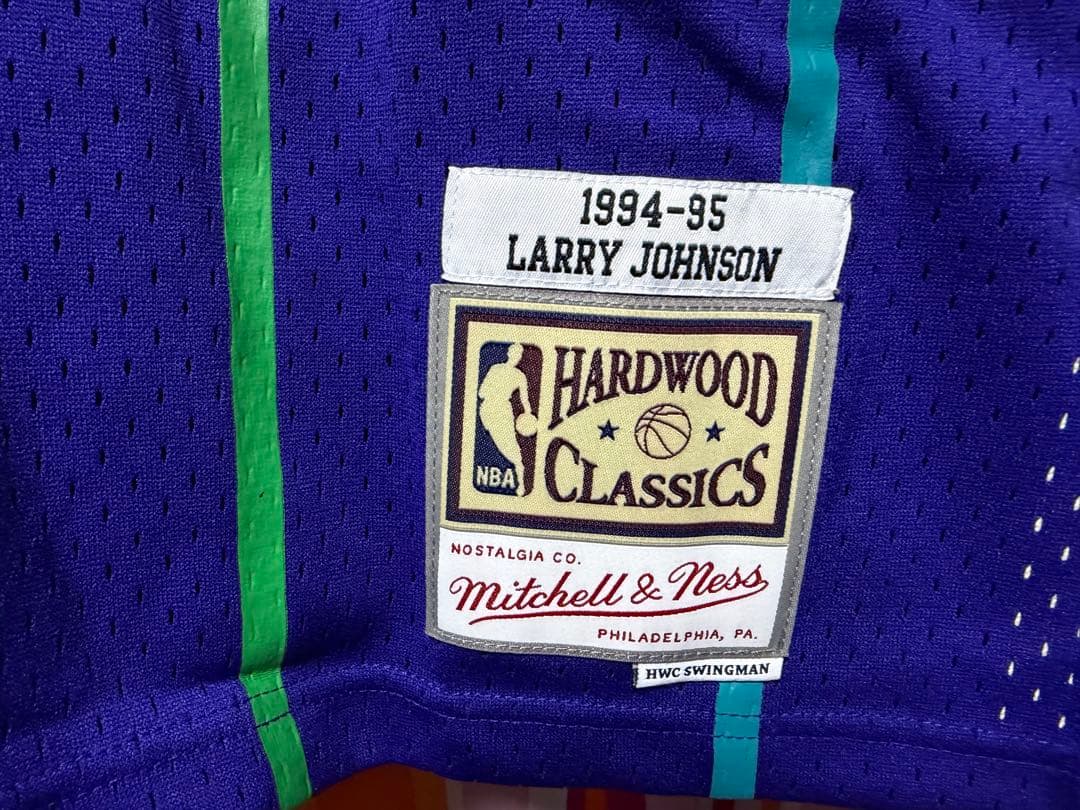 1994-95
LARRY JOHNSON
HARDWOOD
CLASSICS
NBA
NOSTALGIA CO.
Mitchell & Ness
PHILADELPHIA, PA.
HWC SWINGMAN